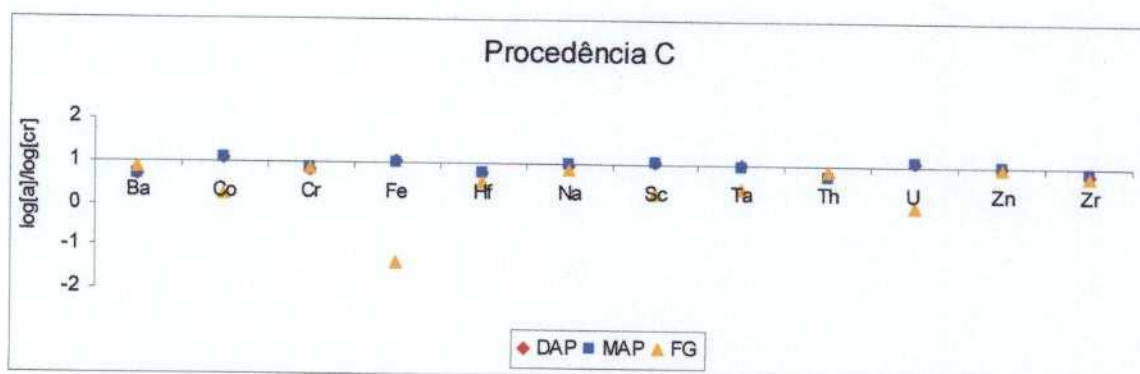 Procedência C
log[a]/log[cr]
2
1
0
-1
-2
Ba Co Cr Fe Hf Na Sc Ta Th U Zn Zr
DAP MAP FG